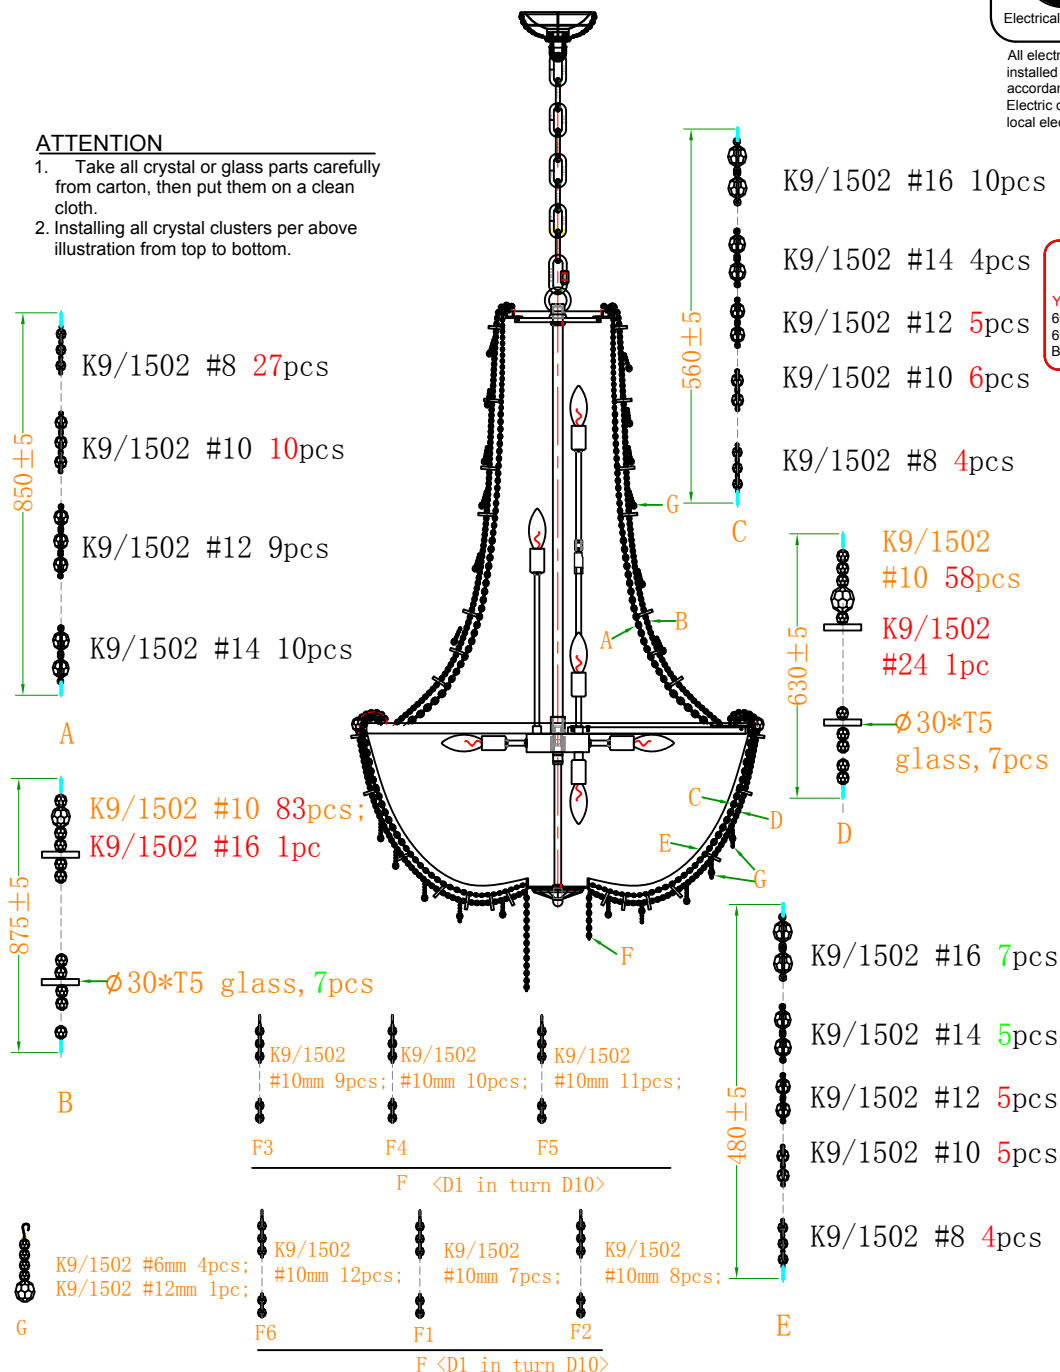 Electrical
All electr
installed
accordan
Electric c
local elec
ATTENTION
1. Take all crystal or glass parts carefully
from carton, then put them on a clean
cloth.
2. Installing all crystal clusters per above
illustration from top to bottom.
850±5
K9/1502 #8 27pcs
K9/1502 #10 10pcs
K9/1502 #12 9pcs
K9/1502 #14 10pcs
A
560±5
K9/1502 #16 10pcs
K9/1502 #14 4pcs
K9/1502 #12 5pcs
K9/1502 #10 6pcs
K9/1502 #8 4pcs
C
Y
6
6
B
G
A
B
C
D
E
G
F
630±5
K9/1502
#10 58pcs
K9/1502
#24 1pc
Ø30*T5
glass, 7pcs
D
875±5
K9/1502 #10 83pcs;
K9/1502 #16 1pc
Ø30*T5 glass, 7pcs
B
480±5
K9/1502 #16 7pcs
K9/1502 #14 5pcs
K9/1502 #12 5pcs
K9/1502 #10 5pcs
K9/1502 #8 4pcs
E
K9/1502
#10mm 9pcs;
F3
K9/1502
#10mm 10pcs;
F4
K9/1502
#10mm 11pcs;
F5
F <D1 in turn D10>
K9/1502 #6mm 4pcs;
K9/1502 #12mm 1pc;
G
K9/1502
#10mm 12pcs;
F6
K9/1502
#10mm 7pcs;
F1
K9/1502
#10mm 8pcs;
F2
F <D1 in turn D10>